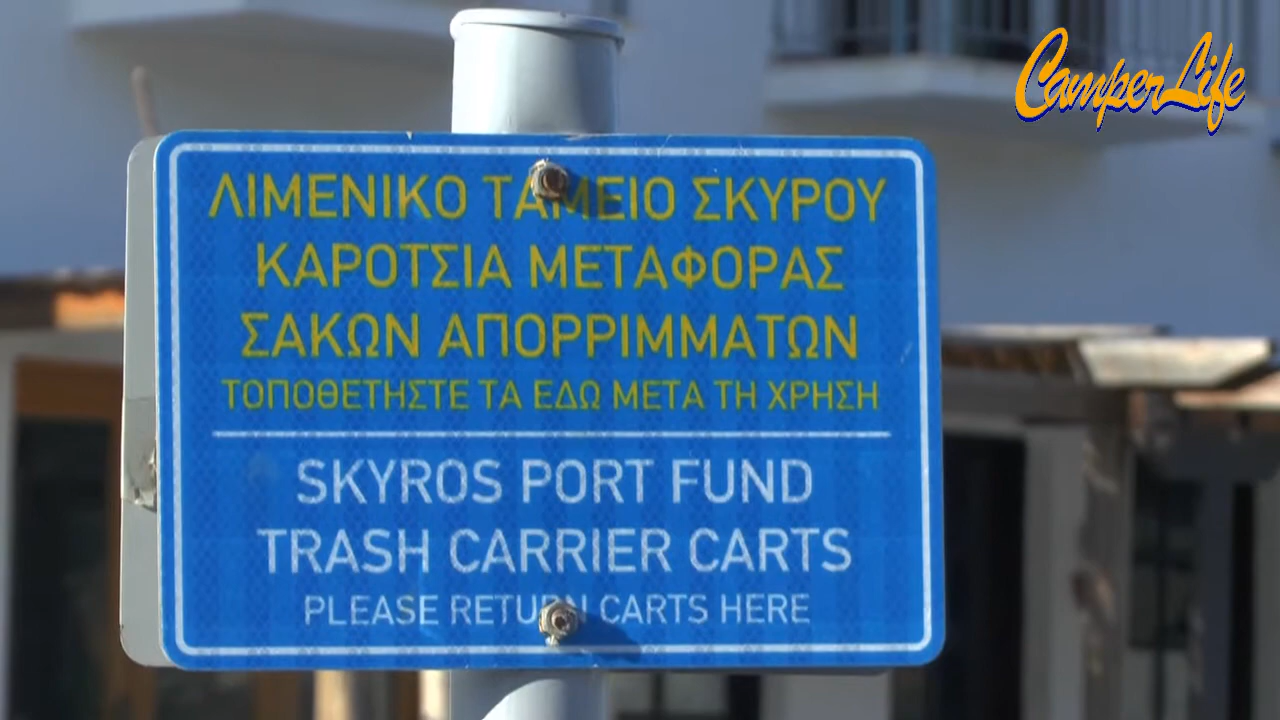 CamperLife
ΛΙΜΕΝΙΚΟ ΤΑΜΕΙΟ ΣΚΥΡΟΥ
ΚΑΡΟΤΣΙΑ ΜΕΤΑΦΟΡΑΣ
ΣΑΚΩΝ ΑΠΟΡΡΙΜΜΑΤΩΝ
ΤΟΠΟΘΕΤΗΣΤΕ ΤΑ ΕΔΩ ΜΕΤΑ ΤΗ ΧΡΗΣΗ
SKYROS PORT FUND
TRASH CARRIER CARTS
PLEASE RETURN CARTS HERE